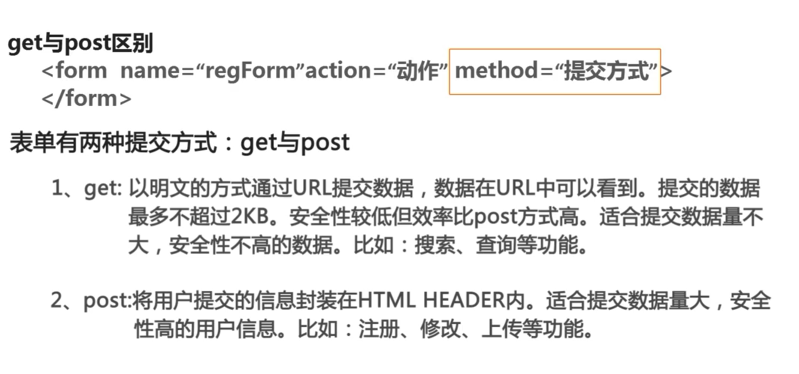 get与post区别
<form name=“regForm”action=“动作” method=“提交方式”>
</form>
表单有两种提交方式：get与post
1、get: 以明文的方式通过URL提交数据，数据在URL中可以看到。提交的数据
最多不超过2KB。安全性较低但效率比post方式高。适合提交数据量不
大，安全性不高的数据。比如：搜索、查询等功能。
2、post:将用户提交的信息封装在HTML HEADER内。适合提交数据量大，安全
性高的用户信息。比如：注册、修改、上传等功能。